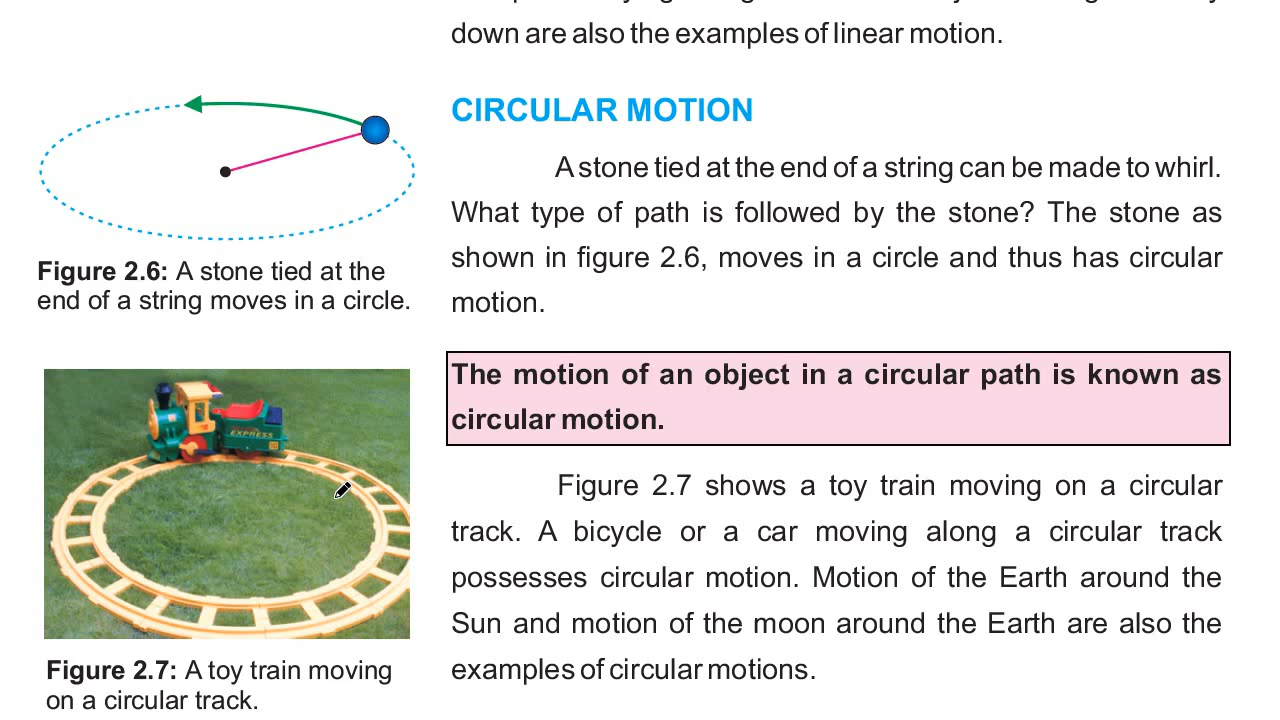 down are also the examples of linear motion.
CIRCULAR MOTION
A stone tied at the end of a string can be made to whirl.
What type of path is followed by the stone? The stone as
shown in figure 2.6, moves in a circle and thus has circular
motion.
Figure 2.6: A stone tied at the
end of a string moves in a circle.
The motion of an object in a circular path is known as
circular motion.
EXPRESS
Figure 2.7 shows a toy train moving on a circular
track. A bicycle or a car moving along a circular track
possesses circular motion. Motion of the Earth around the
Sun and motion of the moon around the Earth are also the
examples of circular motions.
Figure 2.7: A toy train moving
on a circular track.